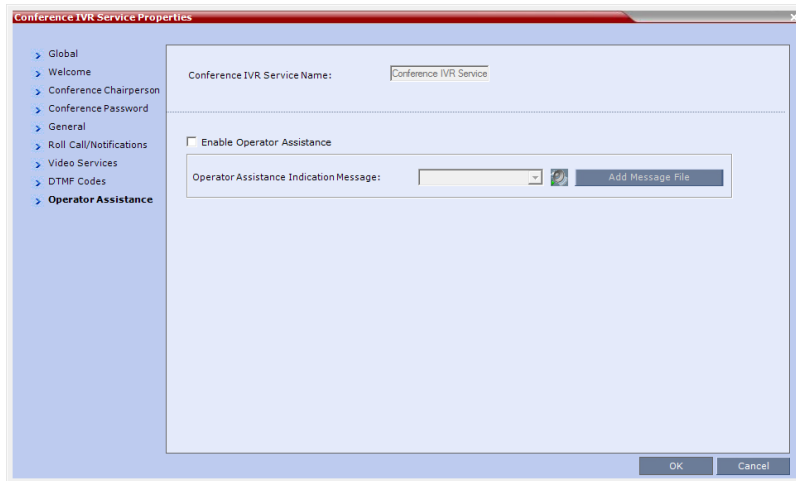 Conference IVR Service Properties
Global
Welcome
Conference Chairperson
Conference Password
General
Roll Call/Notifications
Video Services
DTMF Codes
Operator Assistance
Conference IVR Service Name:
Conference IVR Service
Enable Operator Assistance
Operator Assistance Indication Message:
Add Message File
OK
Cancel